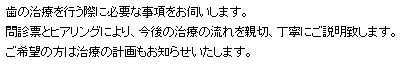 歯の治療を行う際に必要な事項をお伺いします。
問診票とヒアリングにより、今後の治療の流れを親切、丁寧にご説明致します。
ご希望の方は治療の計画もお知らせいたします。